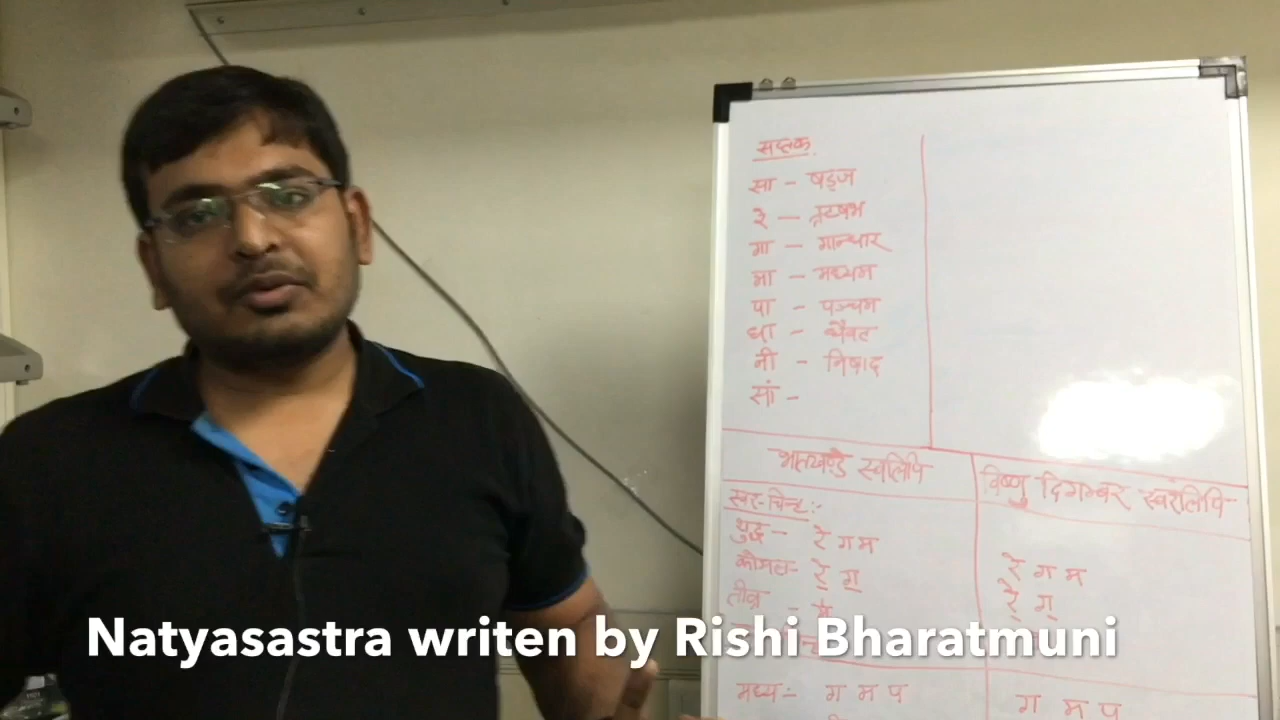 सप्तक
सा - षड्ज
रे - ऋषभ
गा - गान्धार
मा - मध्यम
पा - पञ्चम
धा - धैवत
नी - निषाद
सां -
भातखण्डे स्वरलिपि
विष्णु दिगम्बर स्वरलिपि
स्वर-चिन्ह :-
शुद्ध - रे ग म
कोमल - रे॒ ग॒
तीव्र -
रे ग म
रे ग
Natyasastra writen by Rishi Bharatmuni
मध्य :- ग म प
ग म प